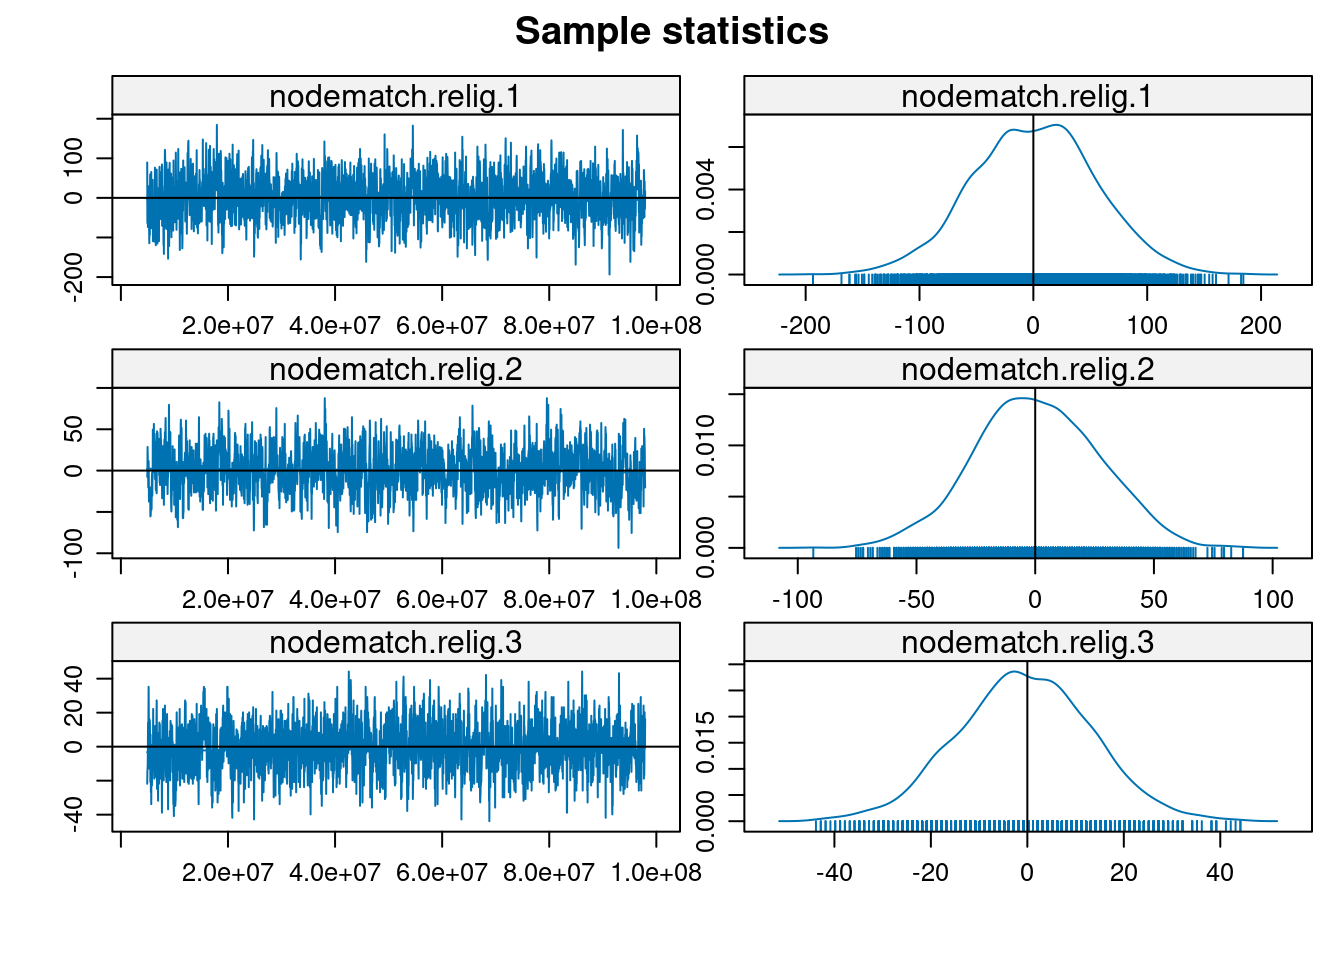 Sample statistics
nodematch.relig.1
-200 0 100
2.0e+07 4.0e+07 6.0e+07 8.0e+07 1.0e+08
nodematch.relig.1
0.000 0.004
-200 -100 0 100 200
nodematch.relig.2
-100 0 50
2.0e+07 4.0e+07 6.0e+07 8.0e+07 1.0e+08
nodematch.relig.2
0.000 0.010
-100 -50 0 50 100
nodematch.relig.3
-40 0 20 40
2.0e+07 4.0e+07 6.0e+07 8.0e+07 1.0e+08
nodematch.relig.3
0.000 0.015
-40 -20 0 20 40